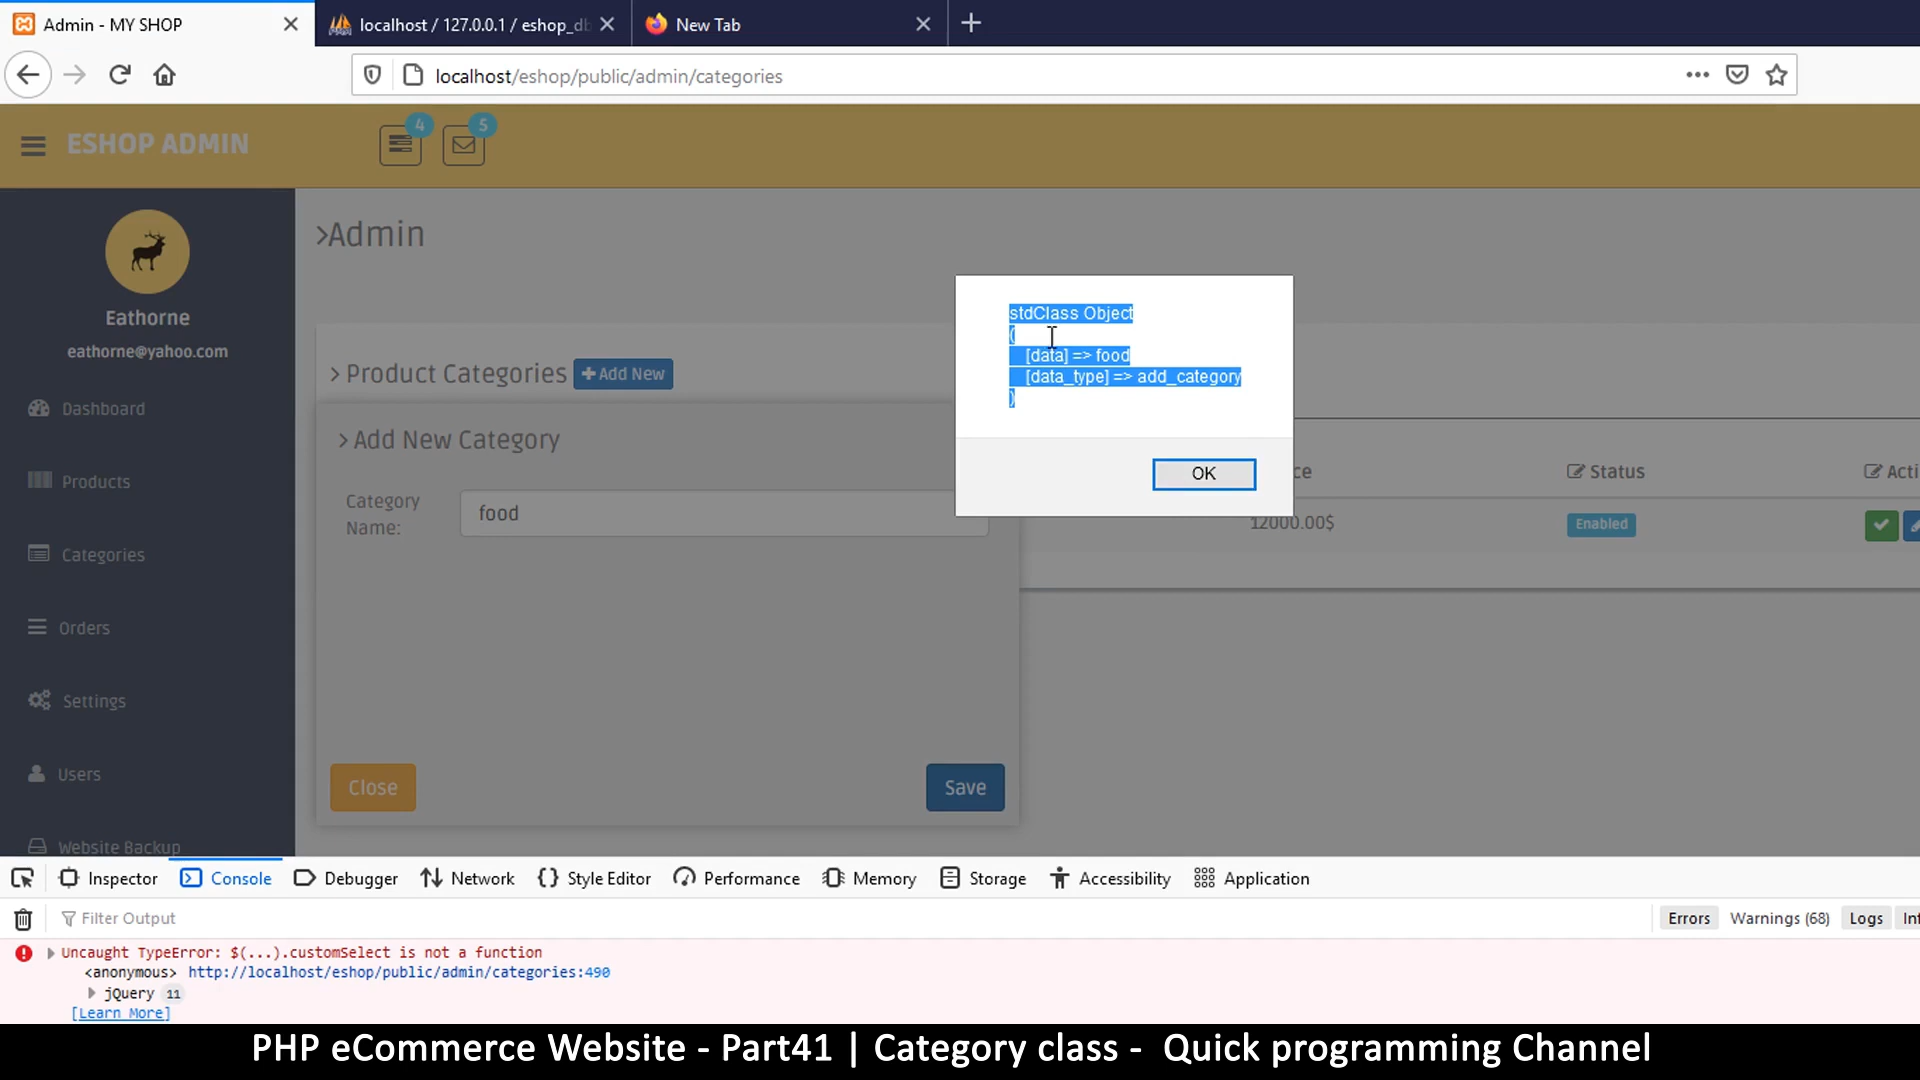 Admin - MY SHOP
localhost / 127.0.0.1 / eshop_db
New Tab
localhost/eshop/public/admin/categories
ESHOP ADMIN
4
5
Eathorne
eathorne@yahoo.com
Dashboard
Products
Categories
Orders
Settings
Users
Website Backup
>Admin
> Product Categories
+ Add New
> Add New Category
Category
Name:
food
Close
Save
stdClass Object
(
[data] => food
[data_type] => add_category
)
OK
ce
Status
Acti
12000.00$
Enabled
Inspector
Console
Debugger
Network
{} Style Editor
Performance
Memory
Storage
Accessibility
Application
Filter Output
Errors
Warnings (68)
Logs
Inf
Uncaught TypeError: $(...).customSelect is not a function
<anonymous> http://localhost/eshop/public/admin/categories:490
jQuery 11
[Learn More]
PHP eCommerce Website - Part41 | Category class - Quick programming Channel